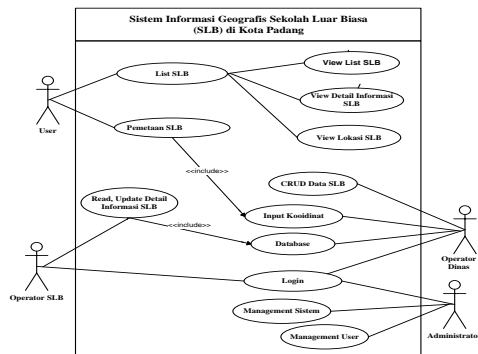 Sistem Informasi Geografis Sekolah Luar Biasa
(SLB) di Kota Padang
List SLB
View List SLB
View Detail Informasi
SLB
View Lokasi SLB
User
Pemetaan SLB
<<include>>
CRUD Data SLB
Read, Update Detail
Informasi SLB
<<include>>
Input Kooidinat
Database
Operator
Dinas
Operator SLB
Login
Management Sistem
Management User
Administrato